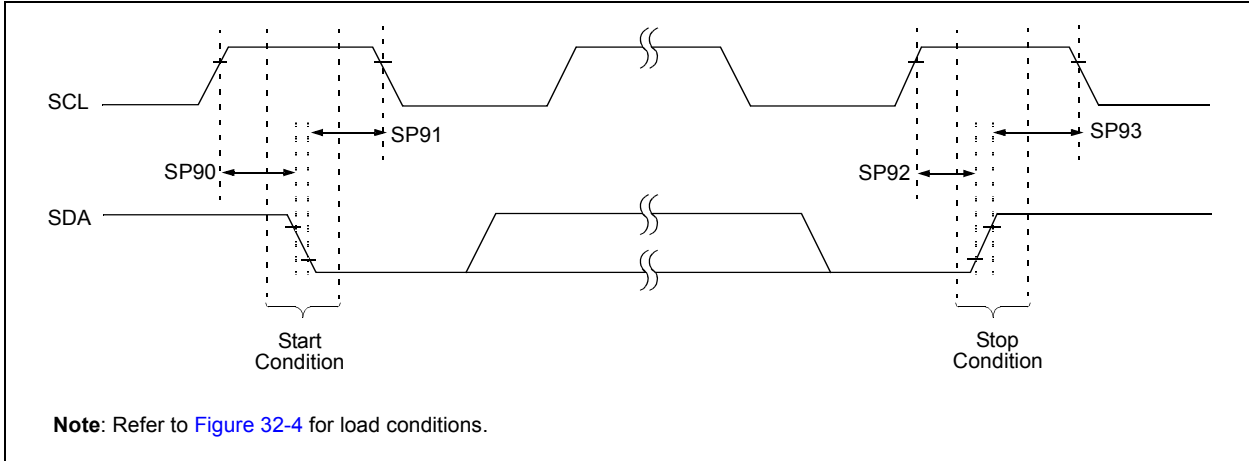 SCL
SP91
SP93
SP90
SP92
SDA
Start
Condition
Stop
Condition
Note: Refer to Figure 32-4 for load conditions.